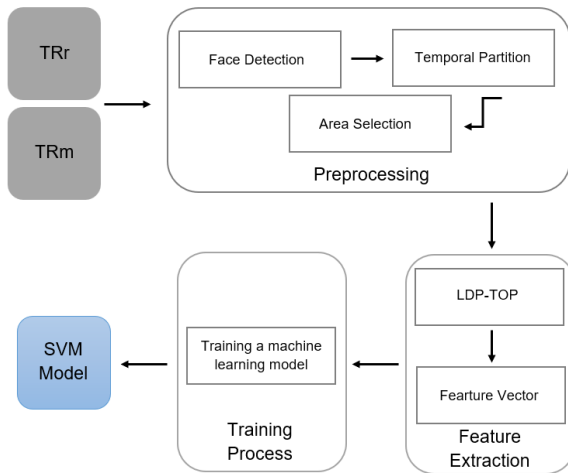 TRr
TRm
Face Detection
Temporal Partition
Area Selection
Preprocessing
LDP-TOP
Fearture Vector
Feature
Extraction
Training a machine
learning model
Training
Process
SVM
Model